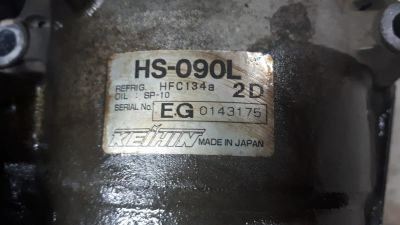 HS-090L
REFRIG. HFC134a 2D
OIL : SP-10
SERIAL No. EG 0143175
KEIHIN MADE IN JAPAN